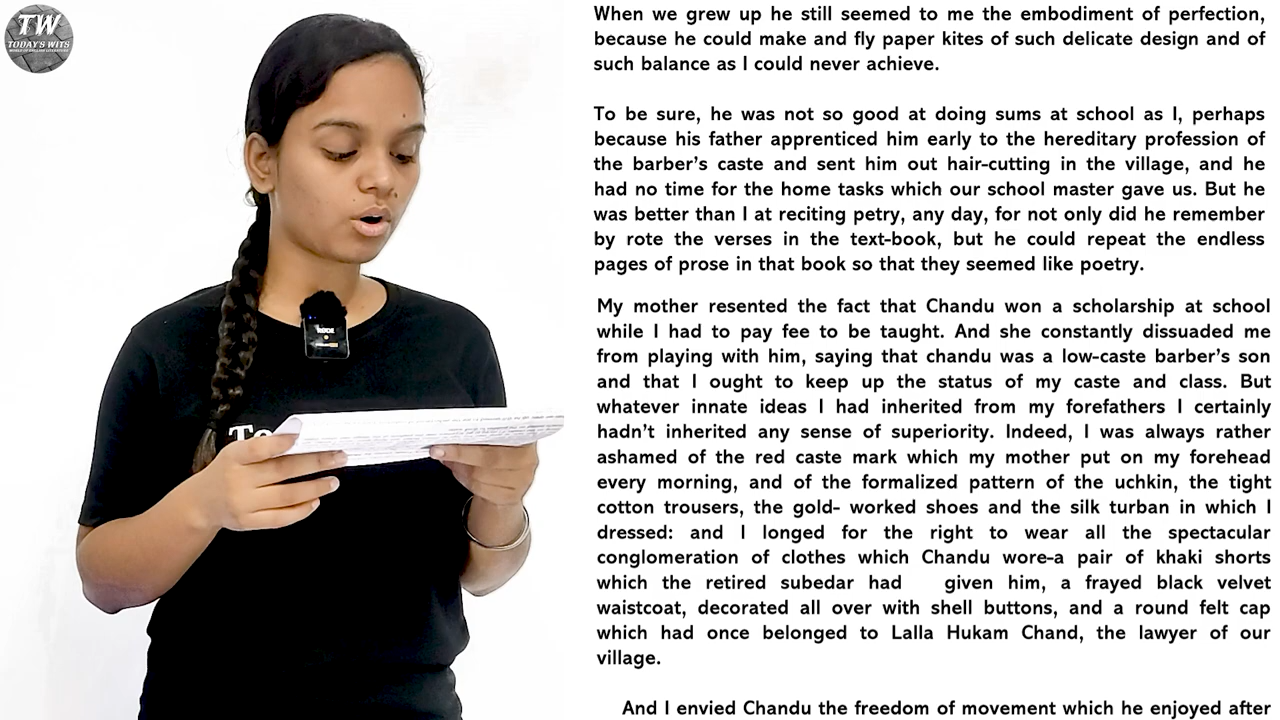 TW
TODAY'S WITS
When we grew up he still seemed to me the embodiment of perfection,
because he could make and fly paper kites of such delicate design and of
such balance as I could never achieve.
To be sure, he was not so good at doing sums at school as I, perhaps
because his father apprenticed him early to the hereditary profession of
the barber's caste and sent him out hair-cutting in the village, and he
had no time for the home tasks which our school master gave us. But he
was better than I at reciting petry, any day, for not only did he remember
by rote the verses in the text-book, but he could repeat the endless
pages of prose in that book so that they seemed like poetry.
My mother resented the fact that Chandu won a scholarship at school
while I had to pay fee to be taught. And she constantly dissuaded me
from playing with him, saying that chandu was a low-caste barber's son
and that I ought to keep up the status of my caste and class. But
whatever innate ideas I had inherited from my forefathers I certainly
hadn't inherited any sense of superiority. Indeed, I was always rather
ashamed of the red caste mark which my mother put on my forehead
every morning, and of the formalized pattern of the uchkin, the tight
cotton trousers, the gold- worked shoes and the silk turban in which I
dressed: and I longed for the right to wear all the spectacular
conglomeration of clothes which Chandu wore-a pair of khaki shorts
which the retired subedar had given him, a frayed black velvet
waistcoat, decorated all over with shell buttons, and a round felt cap
which had once belonged to Lalla Hukam Chand, the lawyer of our
village.
And I envied Chandu the freedom of movement which he enjoyed after